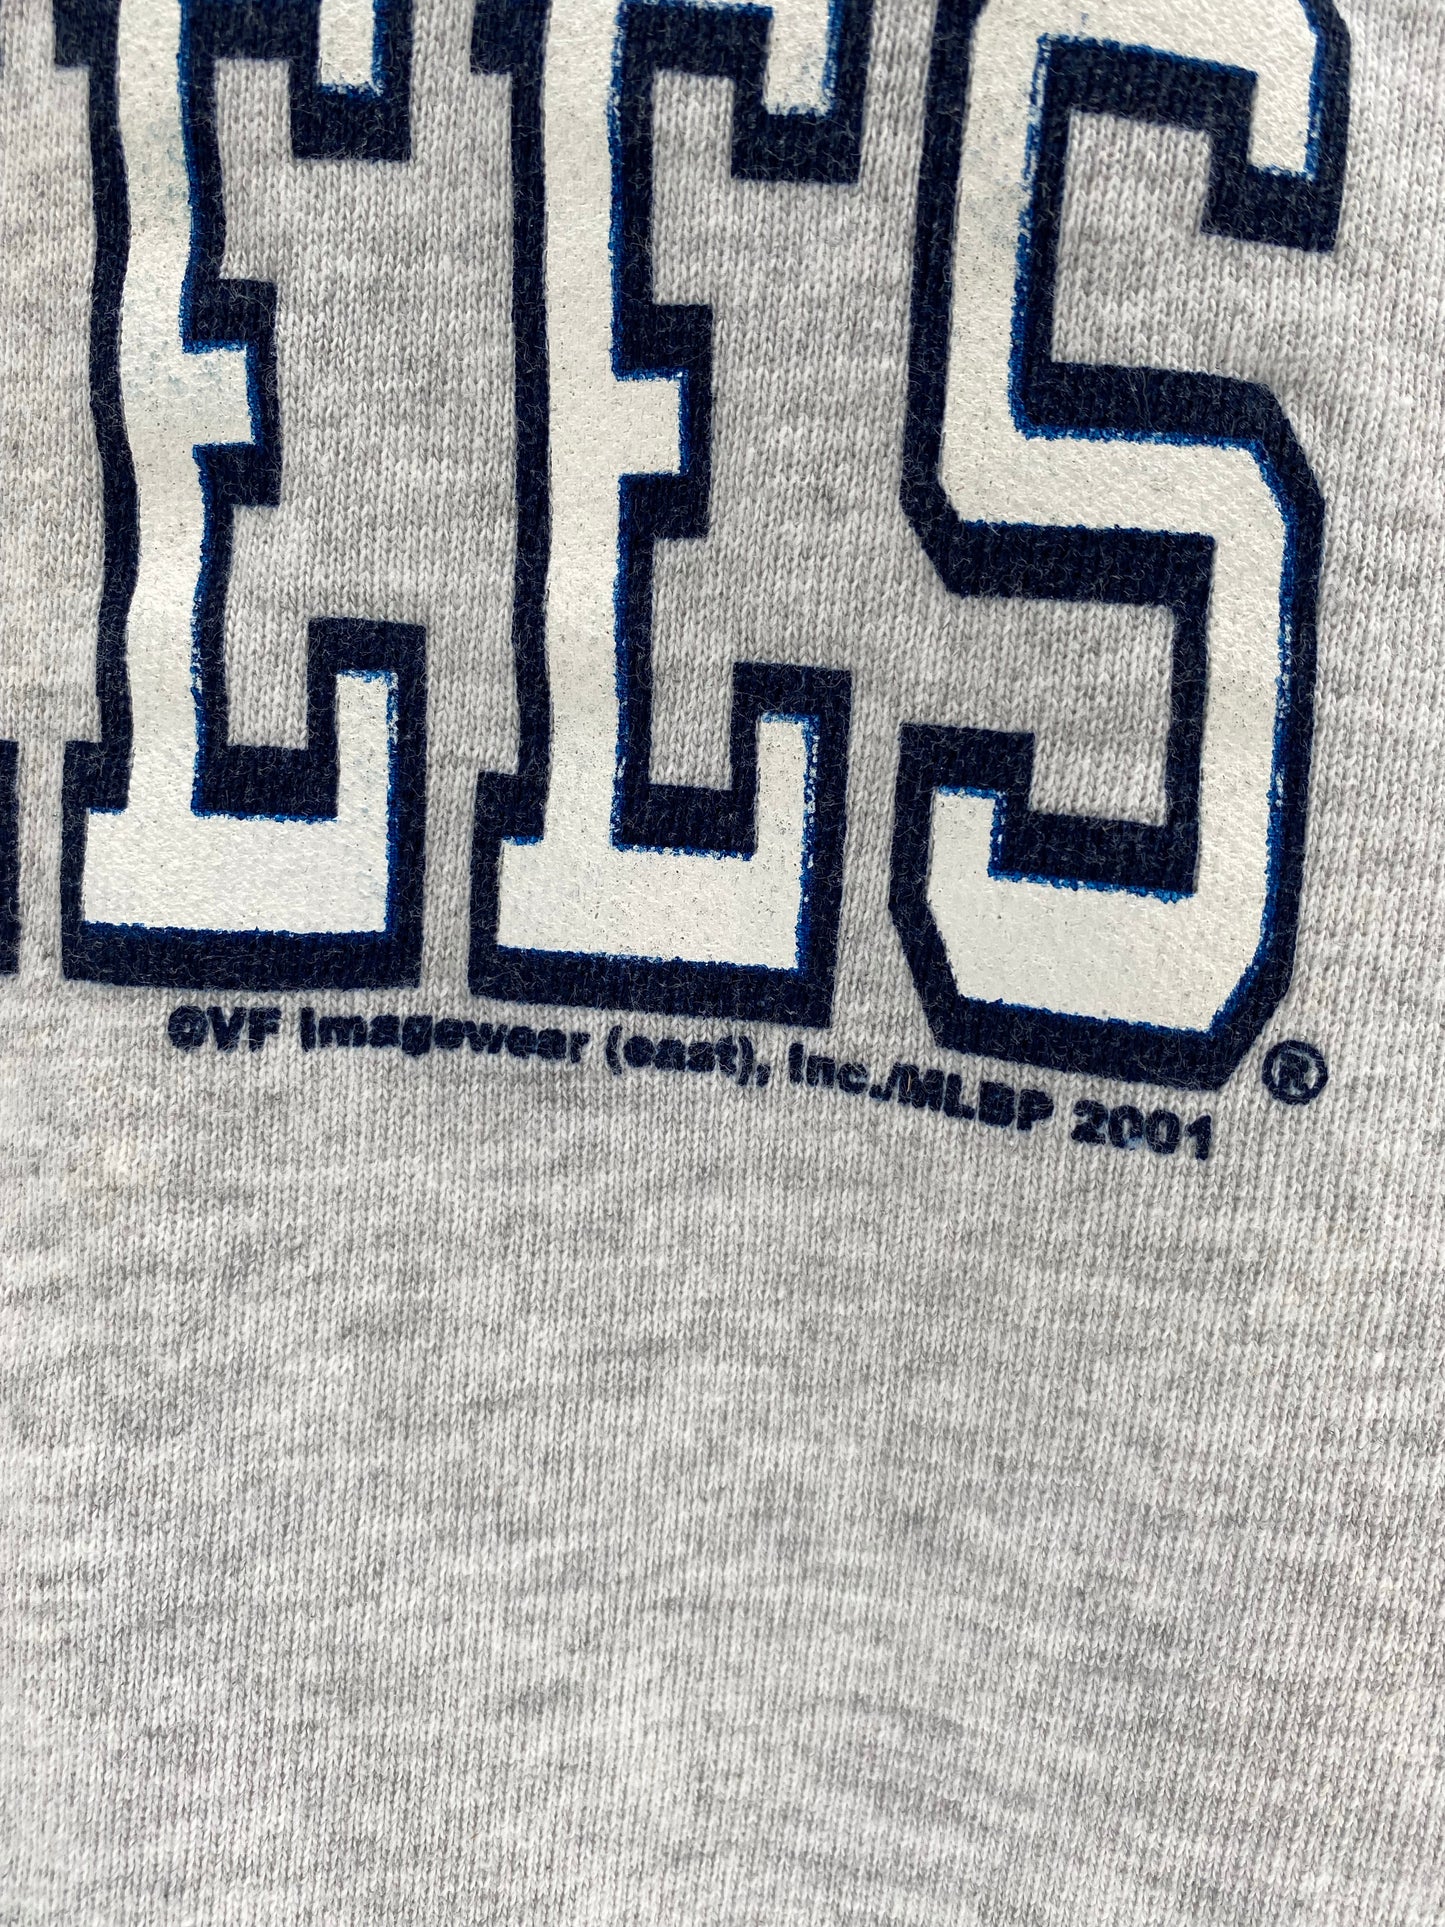 EES®
©VF Imagewear (east), Inc./MLBP 2001